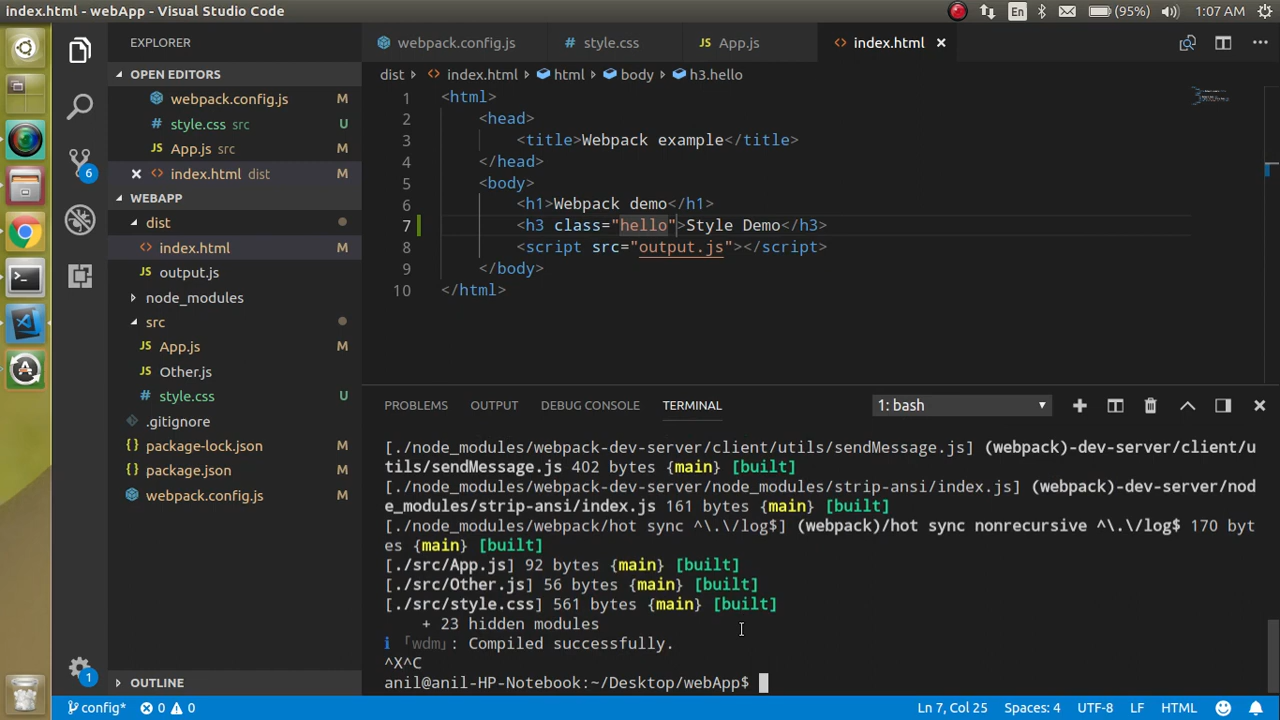 index.html - webApp - Visual Studio Code
En
(95%)
1:07 AM
EXPLORER
OPEN EDITORS
webpack.config.js M
style.css src U
App.js src M
index.html dist M
WEBAPP
dist
index.html M
output.js
node_modules
src
JS App.js M
JS Other.js
# style.css U
.gitignore
{} package-lock.json M
{} package.json M
webpack.config.js M
OUTLINE
6
1
webpack.config.js
# style.css
JS App.js
<> index.html
dist > <> index.html > html > body > h3.hello
1 <html>
2 <head>
3 <title>Webpack example</title>
4 </head>
5 <body>
6 <h1>Webpack demo</h1>
7 <h3 class="hello">Style Demo</h3>
8 <script src="output.js"></script>
9 </body>
10 </html>
PROBLEMS OUTPUT DEBUG CONSOLE TERMINAL 1: bash
[./node_modules/webpack-dev-server/client/utils/sendMessage.js] (webpack)-dev-server/client/u
tils/sendMessage.js 402 bytes {main} [built]
[./node_modules/webpack-dev-server/node_modules/strip-ansi/index.js] (webpack)-dev-server/nod
e_modules/strip-ansi/index.js 161 bytes {main} [built]
[./node_modules/webpack/hot sync ^\.\/log$] (webpack)/hot sync nonrecursive ^\.\/log$ 170 byt
es {main} [built]
[./src/App.js] 92 bytes {main} [built]
[./src/Other.js] 56 bytes {main} [built]
[./src/style.css] 561 bytes {main} [built]
+ 23 hidden modules
ℹ ｢wdm｣: Compiled successfully.
^X^C
anil@anil-HP-Notebook:~/Desktop/webApp$
config* 0 0 Ln 7, Col 25 Spaces: 4 UTF-8 LF HTML